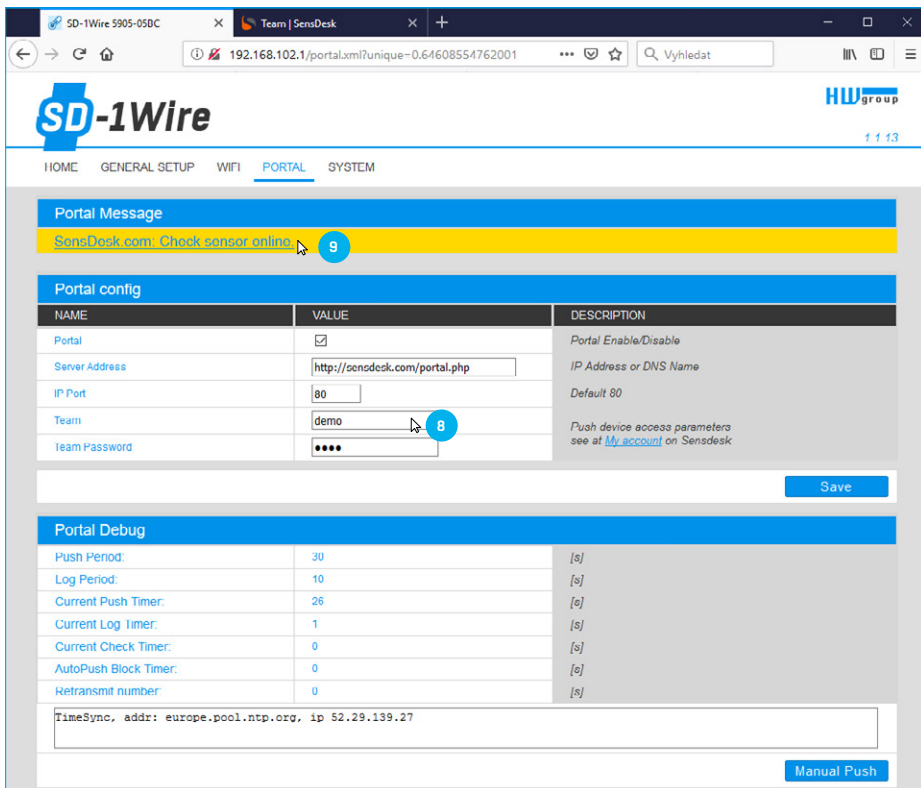 SD-1Wire 5905-05BC
Team | SensDesk
192.168.102.1/portal.xml?unique=0.64608554762001
Vyhledat
SD-1Wire
HWgroup
1 1 13
HOME GENERAL SETUP WIFI PORTAL SYSTEM
Portal Message
SensDesk.com: Check sensor online. 9
Portal config
NAME VALUE DESCRIPTION
Portal Portal Enable/Disable
Server Address http://sensdesk.com/portal.php IP Address or DNS Name
IP Port 80 Default 80
Team demo 8
Push device access parameters
see at My account on Sensdesk
Team Password ••••
Save
Portal Debug
Push Period: 30 [s]
Log Period: 10 [s]
Current Push Timer: 26 [s]
Current Log Timer: 1 [s]
Current Check Timer: 0 [s]
AutoPush Block Timer: 0 [s]
Retransmit number: 0 [s]
TimeSync, addr: europe.pool.ntp.org, ip 52.29.139.27
Manual Push